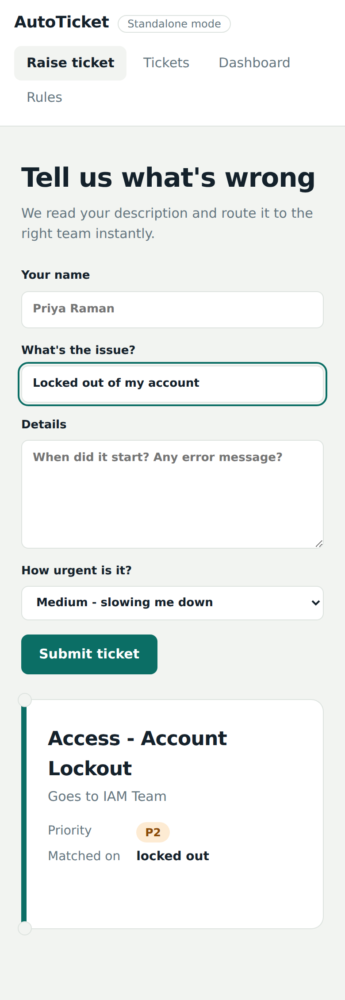 AutoTicket
Standalone mode
Raise ticket
Tickets
Dashboard
Rules
Tell us what's wrong
We read your description and route it to the
right team instantly.
Your name
Priya Raman
What's the issue?
Locked out of my account
Details
When did it start? Any error message?
How urgent is it?
Medium - slowing me down
Submit ticket
Access - Account
Lockout
Goes to IAM Team
Priority
P2
Matched on
locked out